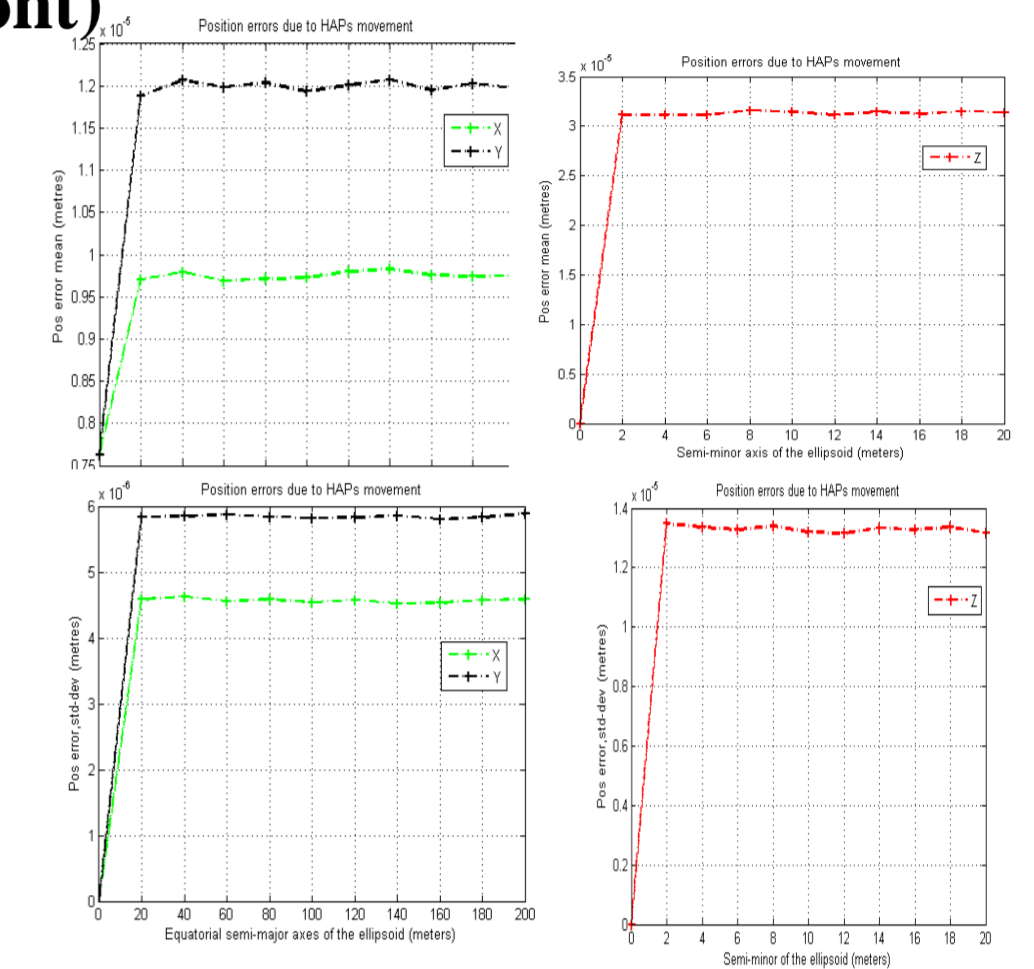 ont)
x 10^-5
Position errors due to HAPs movement
1.25
1.2
1.15
1.1
1.05
1
0.95
0.9
0.85
0.8
0.75
Pos error mean (metres)
X
Y
x 10^-5
Position errors due to HAPs movement
3.5
3
2.5
2
1.5
1
0.5
0
Pos error mean (metres)
Z
0 2 4 6 8 10 12 14 16 18 20
Semi-minor axis of the ellipsoid (meters)
x 10^-6
Position errors due to HAPs movement
6
5
4
3
2
1
0
Pos error,std-dev (metres)
X
Y
0 20 40 60 80 100 120 140 160 180 200
Equatorial semi-major axes of the ellipsoid (meters)
x 10^-5
Position errors due to HAPs movement
1.4
1.2
1
0.8
0.6
0.4
0.2
0
Pos error,std-dev (metres)
Z
0 2 4 6 8 10 12 14 16 18 20
Semi-minor of the ellipsoid (meters)